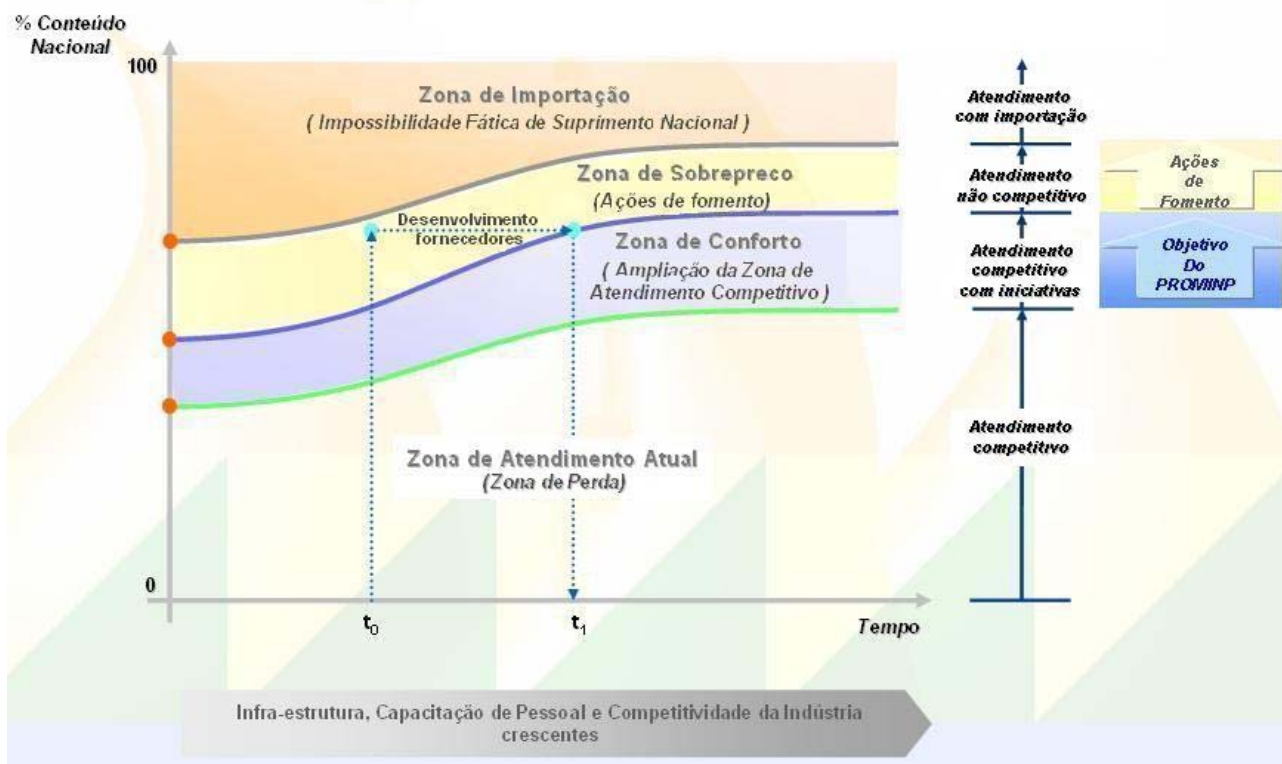 % Conteúdo
Nacional
100
Zona de Importação
( Impossibilidade Fática de Suprimento Nacional )
Zona de Sobrepreco
(Ações de fomento)
Desenvolvimento
fornecedores
Zona de Conforto
( Ampliação da Zona de
Atendimento Competitivo )
Zona de Atendimento Atual
(Zona de Perda)
0
t0
t1
Tempo
Atendimento
com importação
Atendimento
não competitivo
Atendimento
competitivo
com iniciativas
Atendimento
competitivo
Ações
de
Fomento
Objetivo
Do
PROMINP
Infra-estrutura, Capacitação de Pessoal e Competitividade da Indústria
crescentes